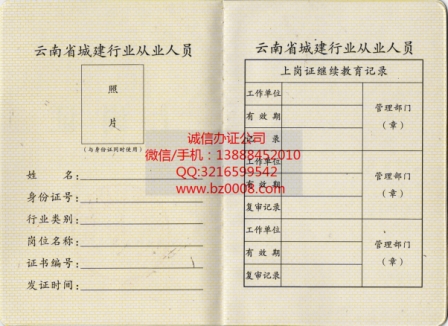 云南省城建行业从业人员
照
片
(与身份证同时使用)
姓名:
身份证号:
行业类别:
岗位名称:
证书编号:
发证时间:
云南省城建行业从业人员
上岗证继续教育记录
工作单位
有效期
录
管理部门
(章)
工作单位
有效期
复审记录
管理部门
(章)
工作单位
有效期
复审记录
管理部门
(章)
诚信办证公司
微信/手机:13888452010
QQ:3216599542
www.bz0008.com